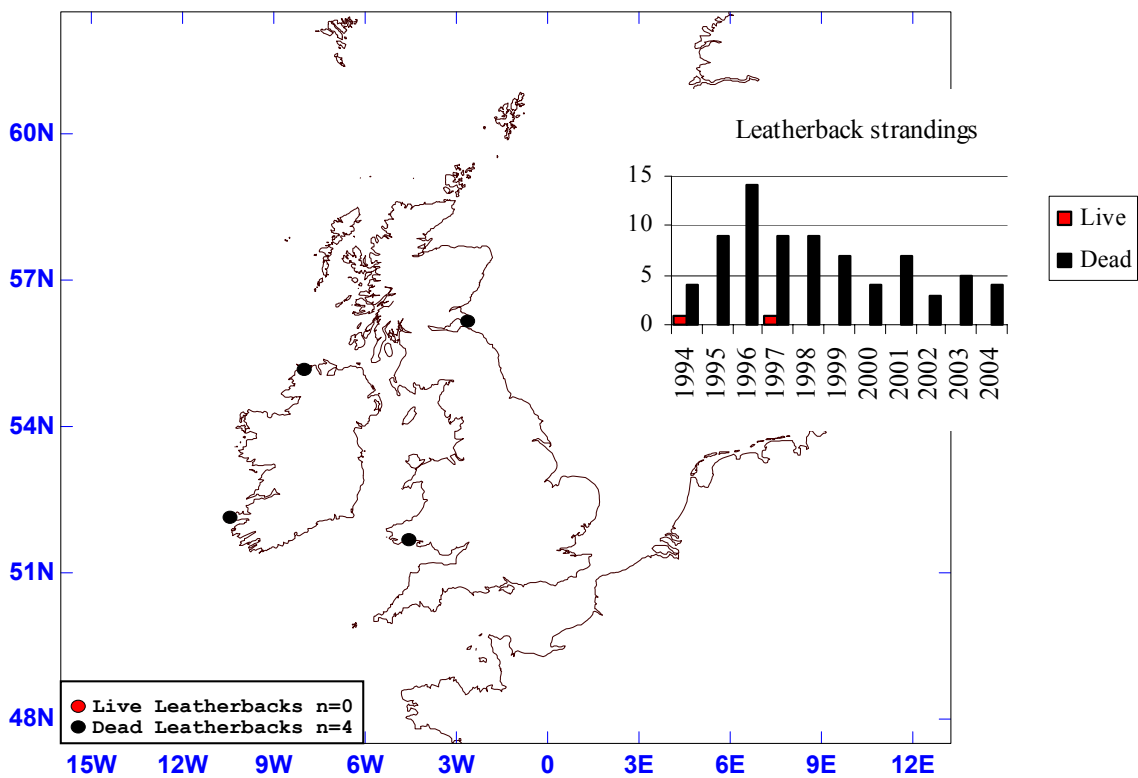 60N
57N
54N
51N
48N
15W 12W 9W 6W 3W 0 3E 6E 9E 12E
Leatherback strandings
15
10
5
0
1994 1995 1996 1997 1998 1999 2000 2001 2002 2003 2004
Live
Dead
Live Leatherbacks n=0
Dead Leatherbacks n=4